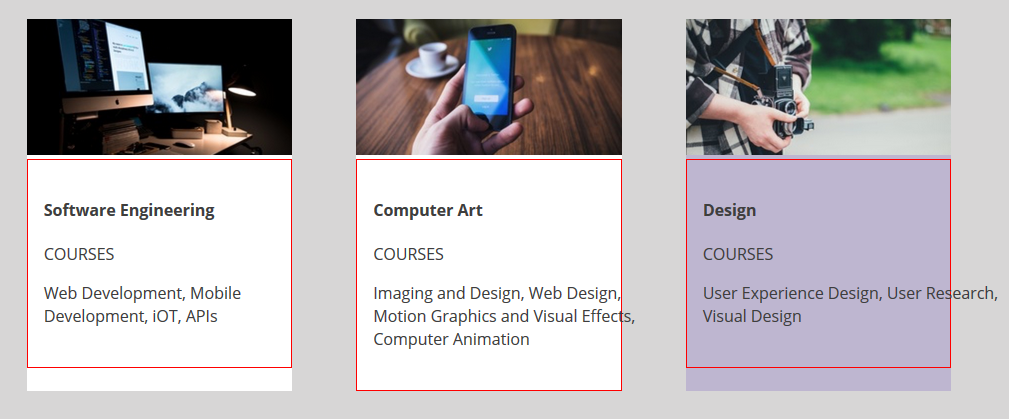 Software Engineering
COURSES
Web Development, Mobile
Development, iOT, APIs
Computer Art
COURSES
Imaging and Design, Web Design,
Motion Graphics and Visual Effects,
Computer Animation
Design
COURSES
User Experience Design, User Research,
Visual Design